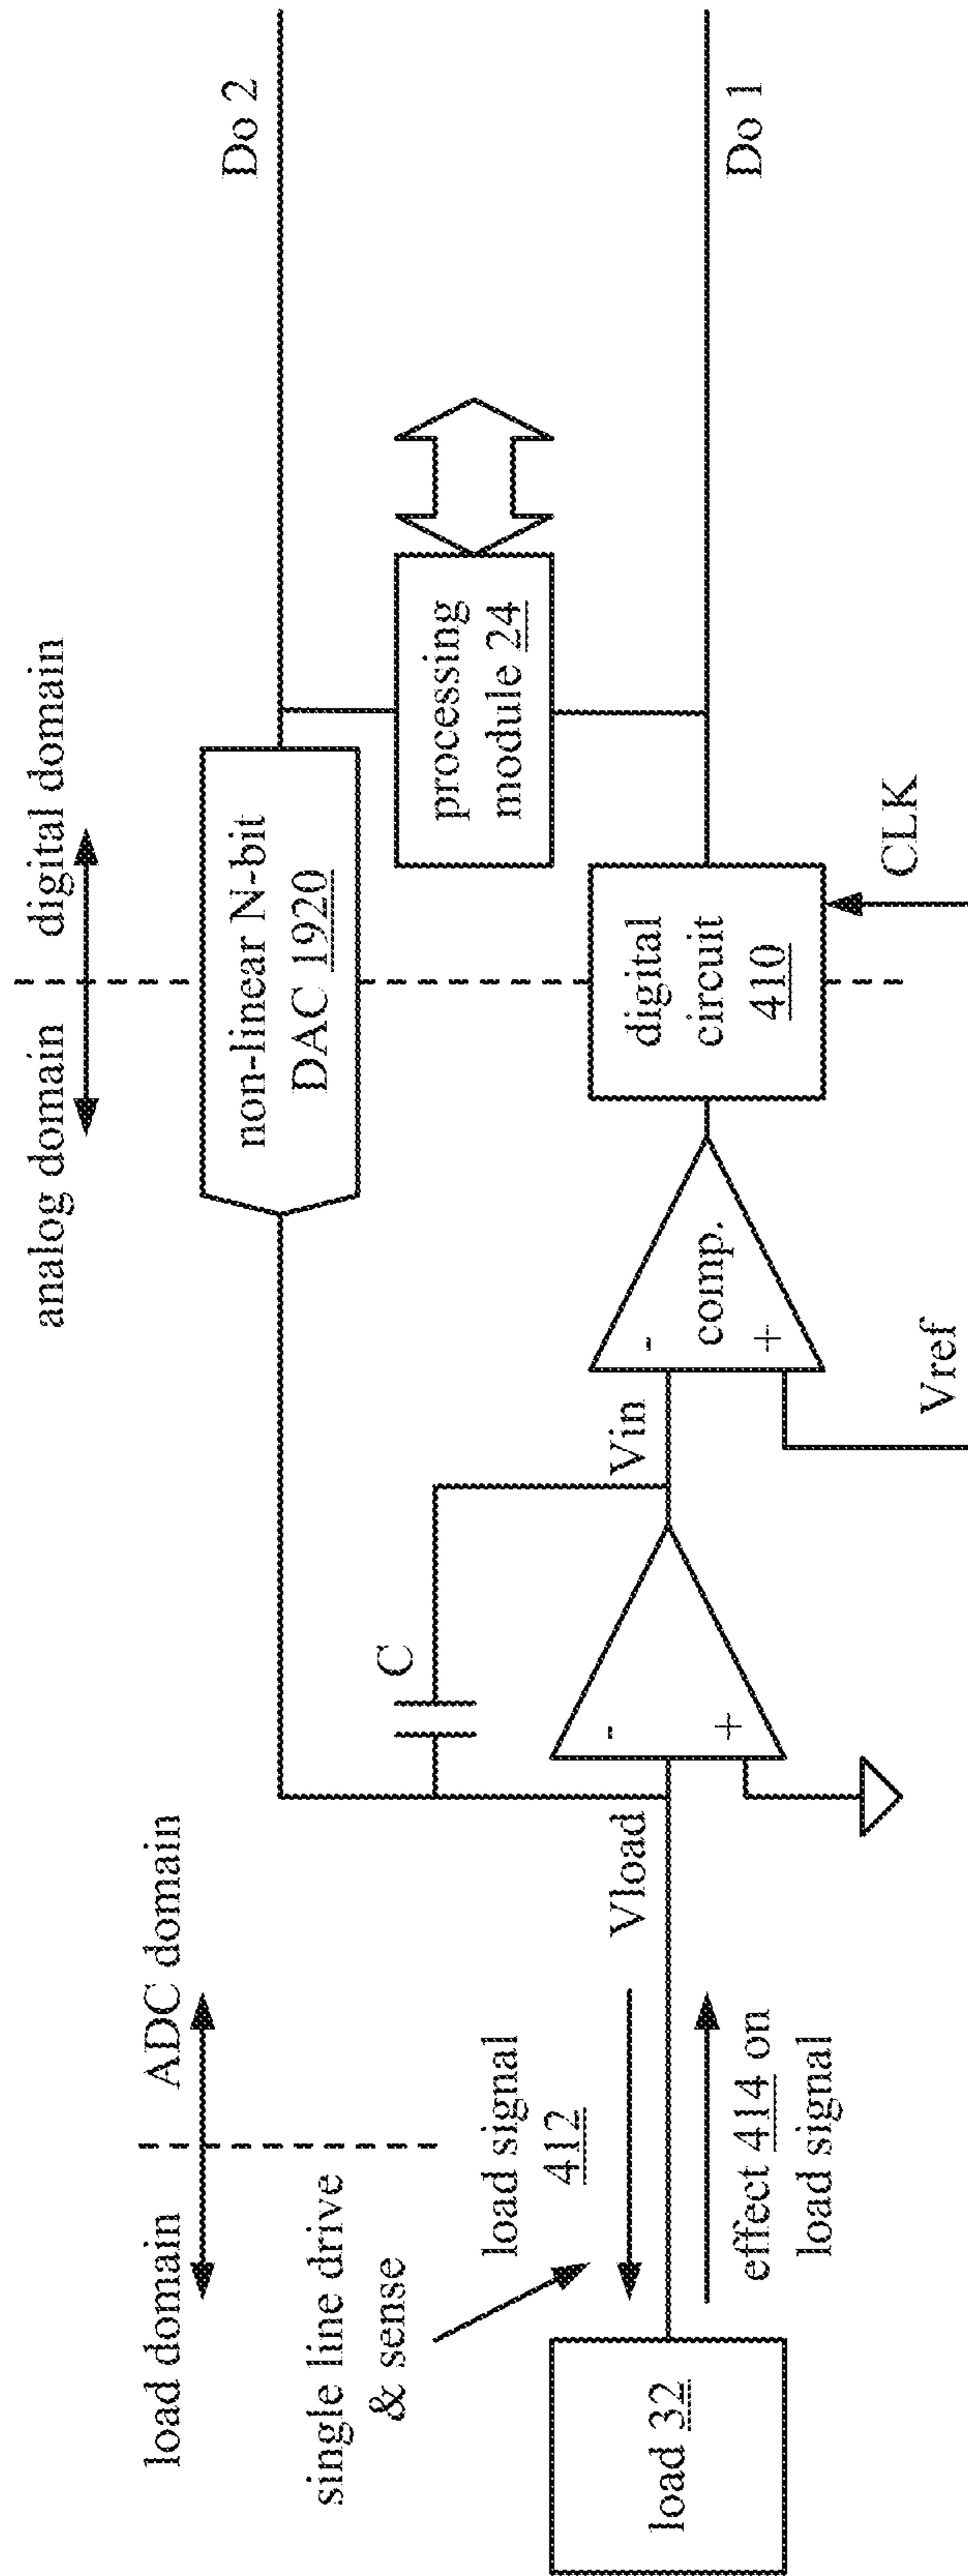 analog domain
digital domain
load domain
ADC domain
non-linear N-bit
DAC 1920
Do 2
single line drive
& sense
C
processing
module 24
load signal
412
Vload
Vin
-
+
-
+
comp.
digital
circuit
410
load 32
effect 414 on
load signal
Do 1
CLK
Vref